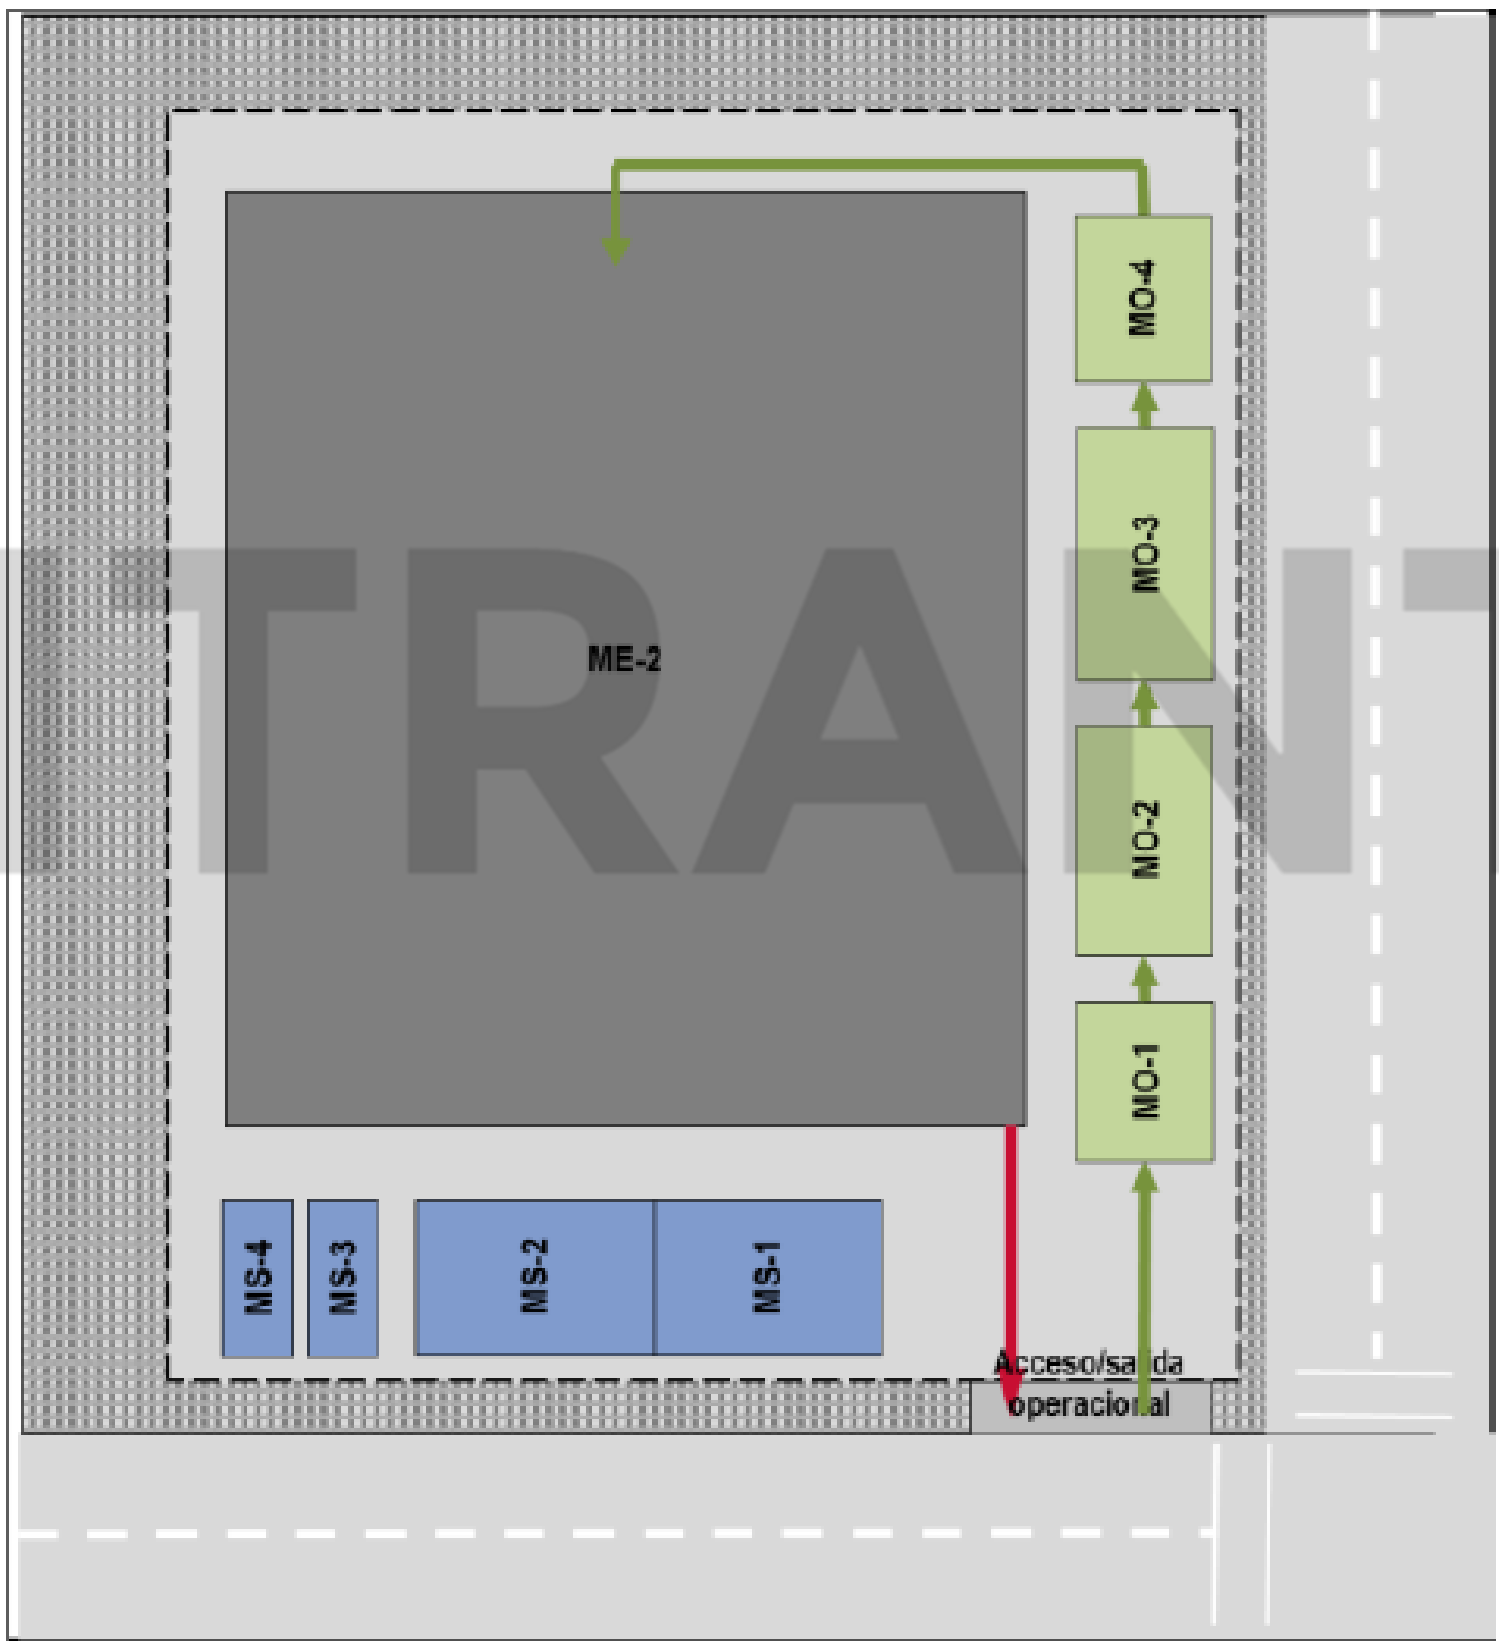 MO-4
MO-3
ME-2
MO-2
MO-1
MS-4
MS-3
MS-2
MS-1
Acceso/salida
operacional
TRANT